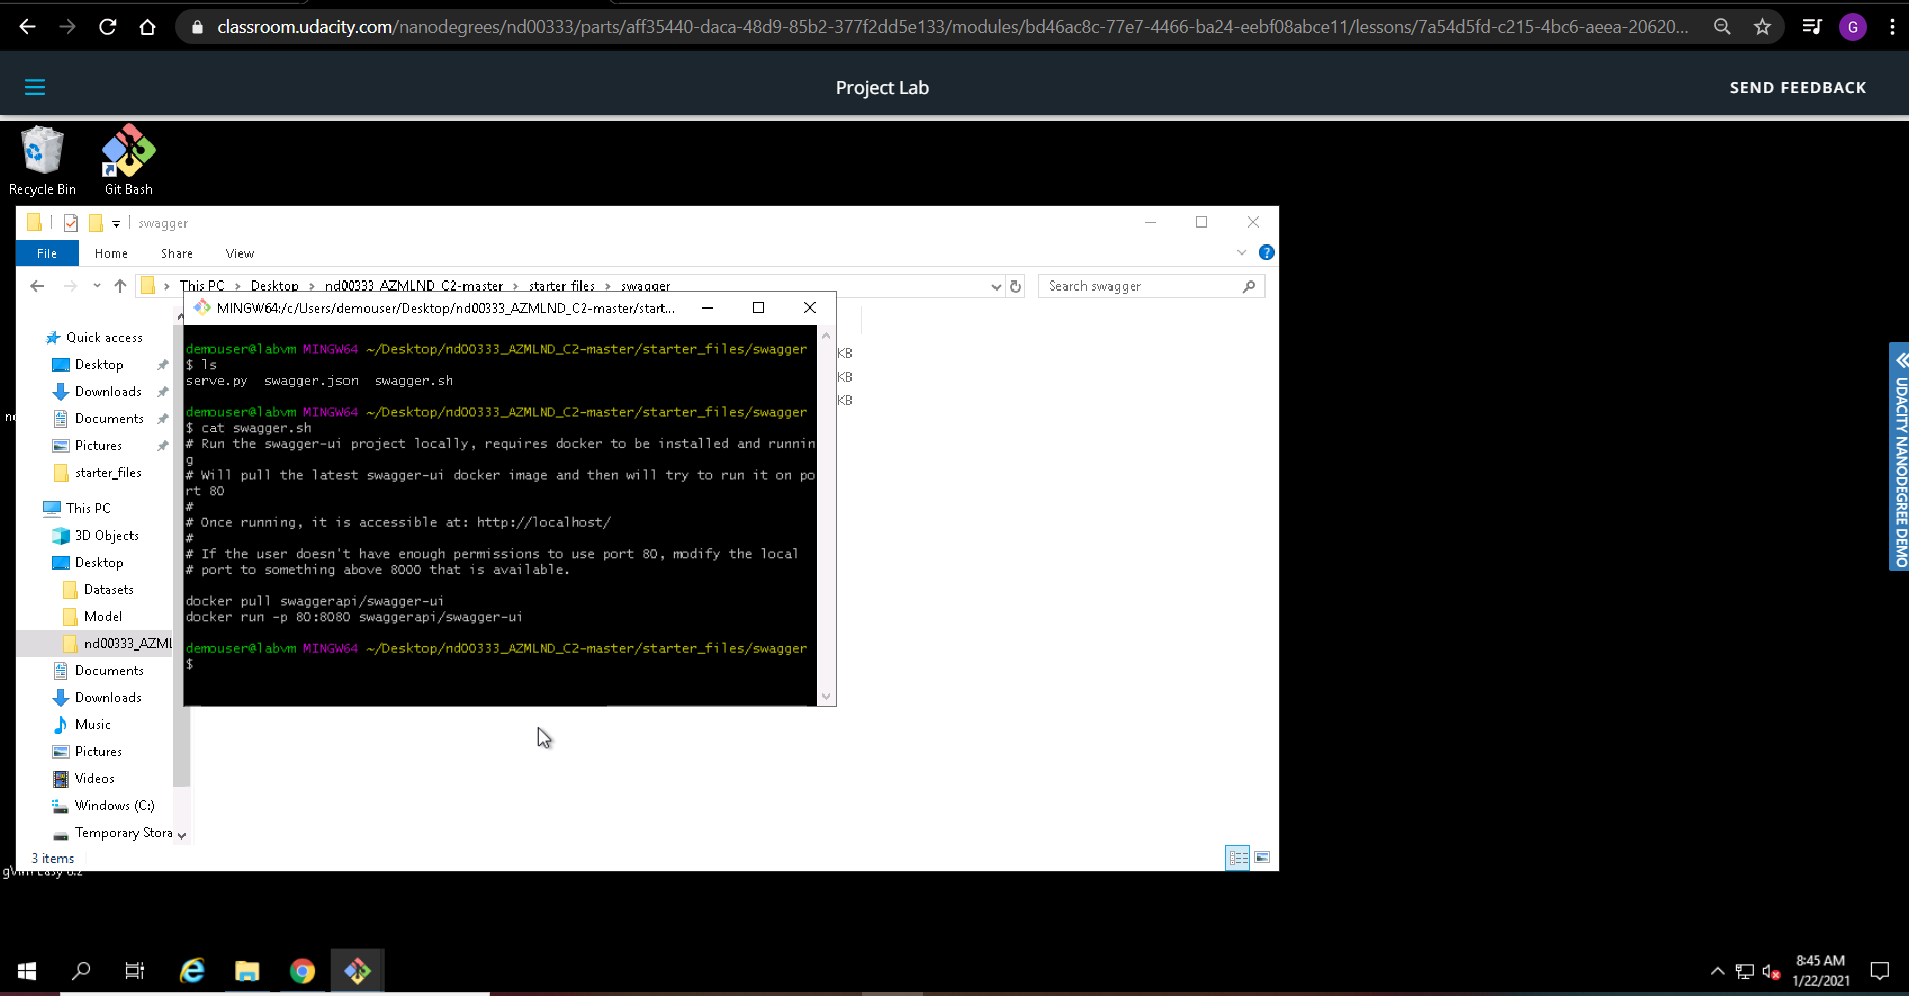 classroom.udacity.com/nanodegrees/nd00333/parts/aff35440-daca-48d9-85b2-377f2dd5e133/modules/bd46ac8c-77e7-4466-ba24-eebf08abce11/lessons/7a54d5fd-c215-4bc6-aeea-20620...
G
Project Lab
SEND FEEDBACK
Recycle Bin
Git Bash
swagger
File Home Share View
This PC > Desktop > nd00333_AZMLND_C2-master > starter_files > swagger
Search swagger
MINGW64:/c/Users/demouser/Desktop/nd00333_AZMLND_C2-master/start...
Quick access
Desktop
Downloads
Documents
Pictures
starter_files
This PC
3D Objects
Desktop
Datasets
Model
nd00333_AZML
Documents
Downloads
Music
Pictures
Videos
Windows (C:)
Temporary Stora
3 items
demouser@labvm MINGW64 ~/Desktop/nd00333_AZMLND_C2-master/starter_files/swagger
$ ls
serve.py swagger.json swagger.sh
demouser@labvm MINGW64 ~/Desktop/nd00333_AZMLND_C2-master/starter_files/swagger
$ cat swagger.sh
# Run the swagger-ui project locally, requires docker to be installed and runnin
g
# Will pull the latest swagger-ui docker image and then will try to run it on po
rt 80
#
# Once running, it is accessible at: http://localhost/
#
# If the user doesn't have enough permissions to use port 80, modify the local
# port to something above 8000 that is available.
docker pull swaggerapi/swagger-ui
docker run -p 80:8080 swaggerapi/swagger-ui
demouser@labvm MINGW64 ~/Desktop/nd00333_AZMLND_C2-master/starter_files/swagger
$
KB
KB
KB
UDACITY NANODEGREE DEMO
8:45 AM
1/22/2021